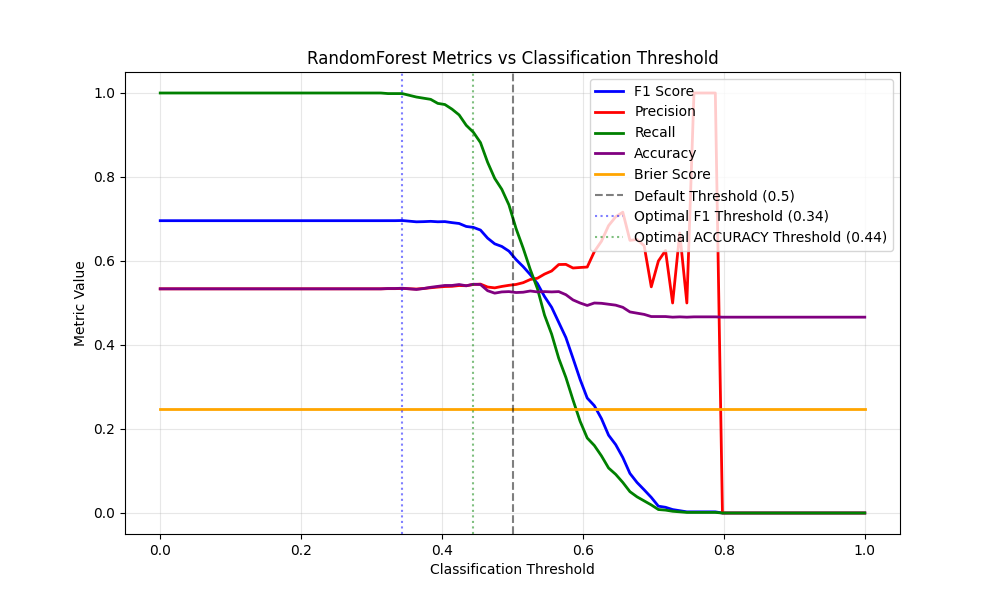 RandomForest Metrics vs Classification Threshold
F1 Score
Precision
Recall
Accuracy
Brier Score
Default Threshold (0.5)
Optimal F1 Threshold (0.34)
Optimal ACCURACY Threshold (0.44)
Metric Value
1.0
0.8
0.6
0.4
0.2
0.0
0.0 0.2 0.4 0.6 0.8 1.0
Classification Threshold